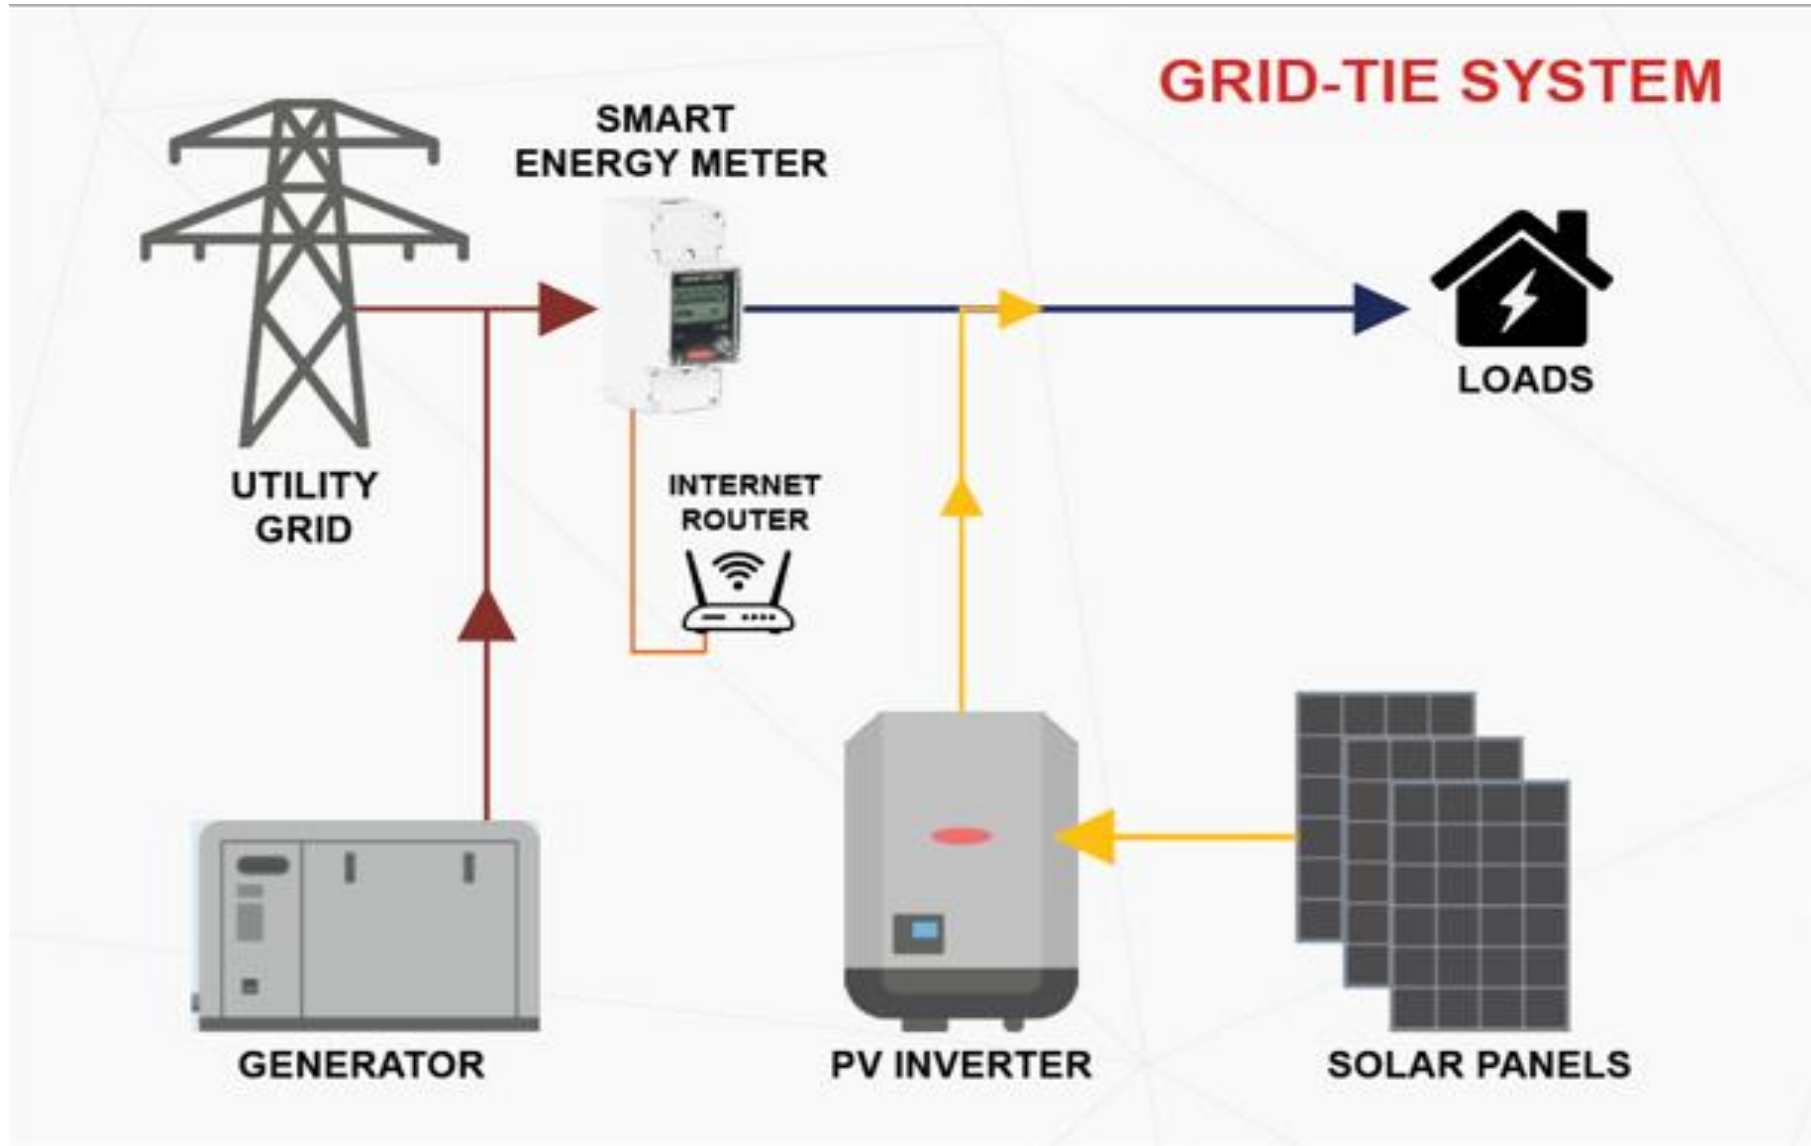 GRID-TIE SYSTEM
SMART
ENERGY METER
LOADS
UTILITY
GRID
INTERNET
ROUTER
GENERATOR
PV INVERTER
SOLAR PANELS